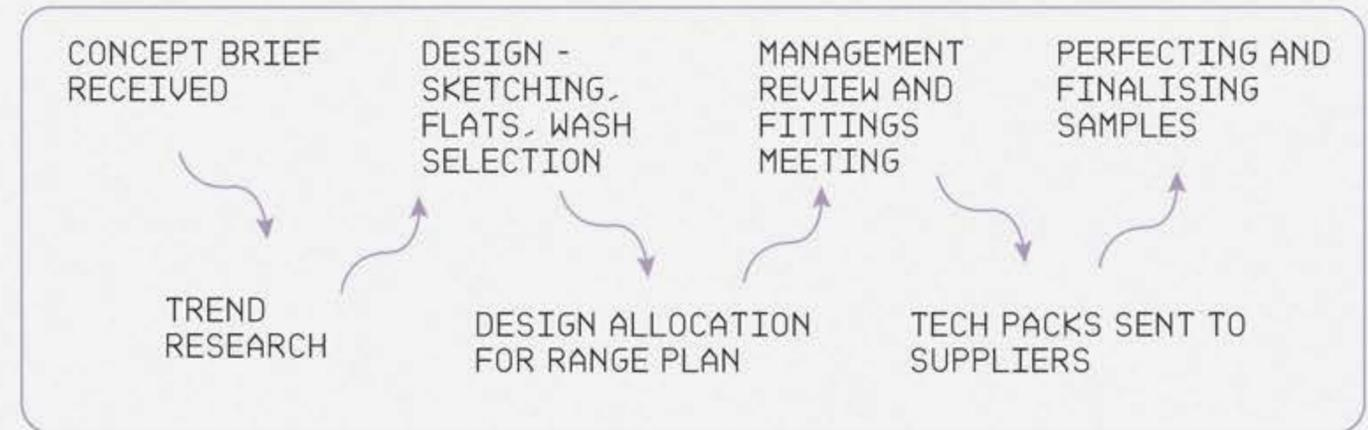 CONCEPT BRIEF
RECEIVED
TREND
RESEARCH
DESIGN -
SKETCHING,
FLATS, WASH
SELECTION
DESIGN ALLOCATION
FOR RANGE PLAN
MANAGEMENT
REVIEW AND
FITTINGS
MEETING
TECH PACKS SENT TO
SUPPLIERS
PERFECTING AND
FINALISING
SAMPLES